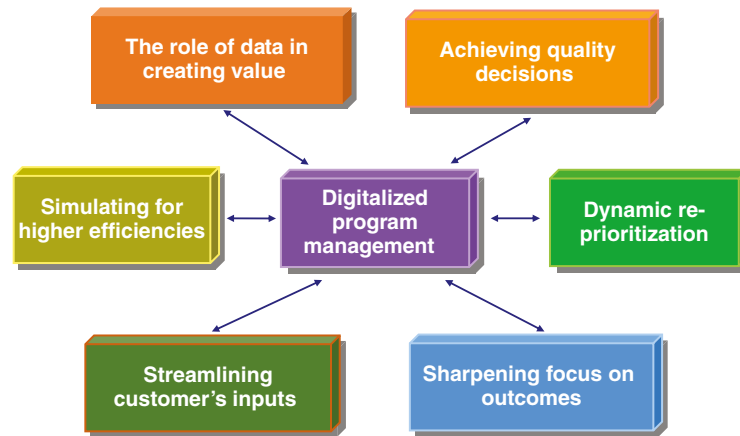 The role of data in
creating value
Achieving quality
decisions
Simulating for
higher efficiencies
Digitalized
program
management
Dynamic re-
prioritization
Streamlining
customer's inputs
Sharpening focus on
outcomes